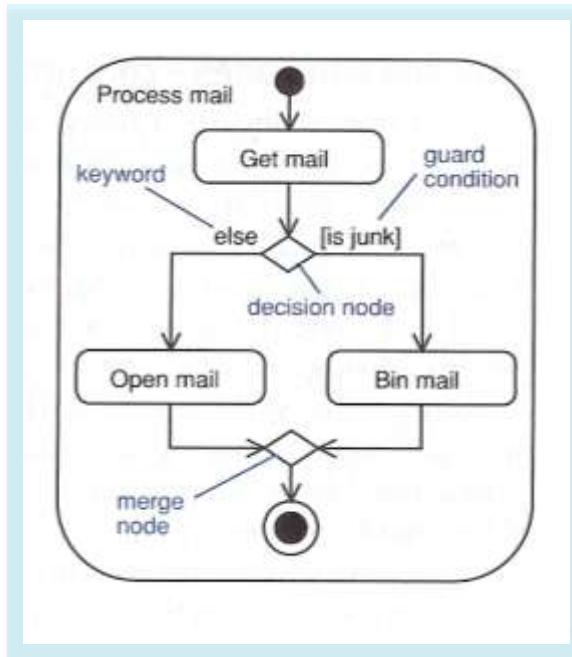 Process mail
Get mail
keyword
guard
condition
else
[is junk]
decision node
Open mail
Bin mail
merge
node